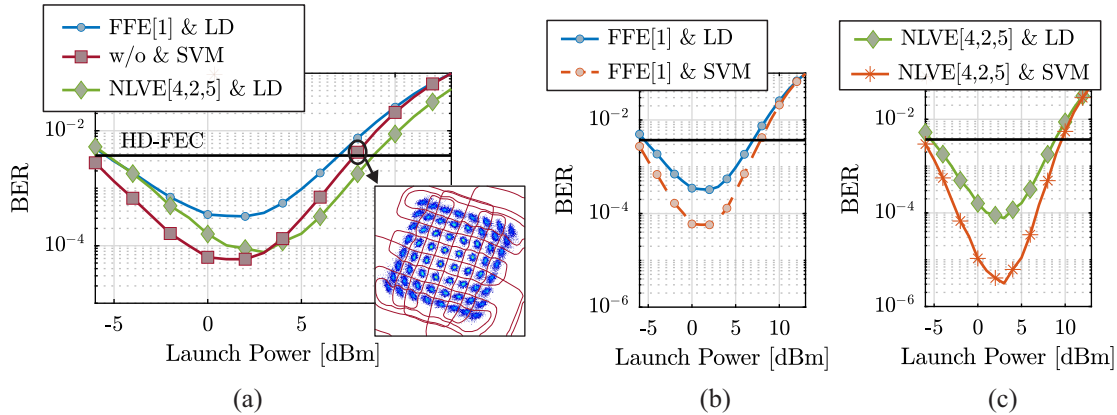 FFE[1] & LD
w/o & SVM
NLVE[4,2,5] & LD
10^{-2}
HD-FEC
BER
10^{-4}
-5
0
5
Launch Power [dBm]
(a)
FFE[1] & LD
FFE[1] & SVM
10^{-2}
BER
10^{-4}
10^{-6}
-5
0
5
10
Launch Power [dBm]
(b)
NLVE[4,2,5] & LD
NLVE[4,2,5] & SVM
10^{-2}
BER
10^{-4}
10^{-6}
-5
0
5
10
Launch Power [dBm]
(c)